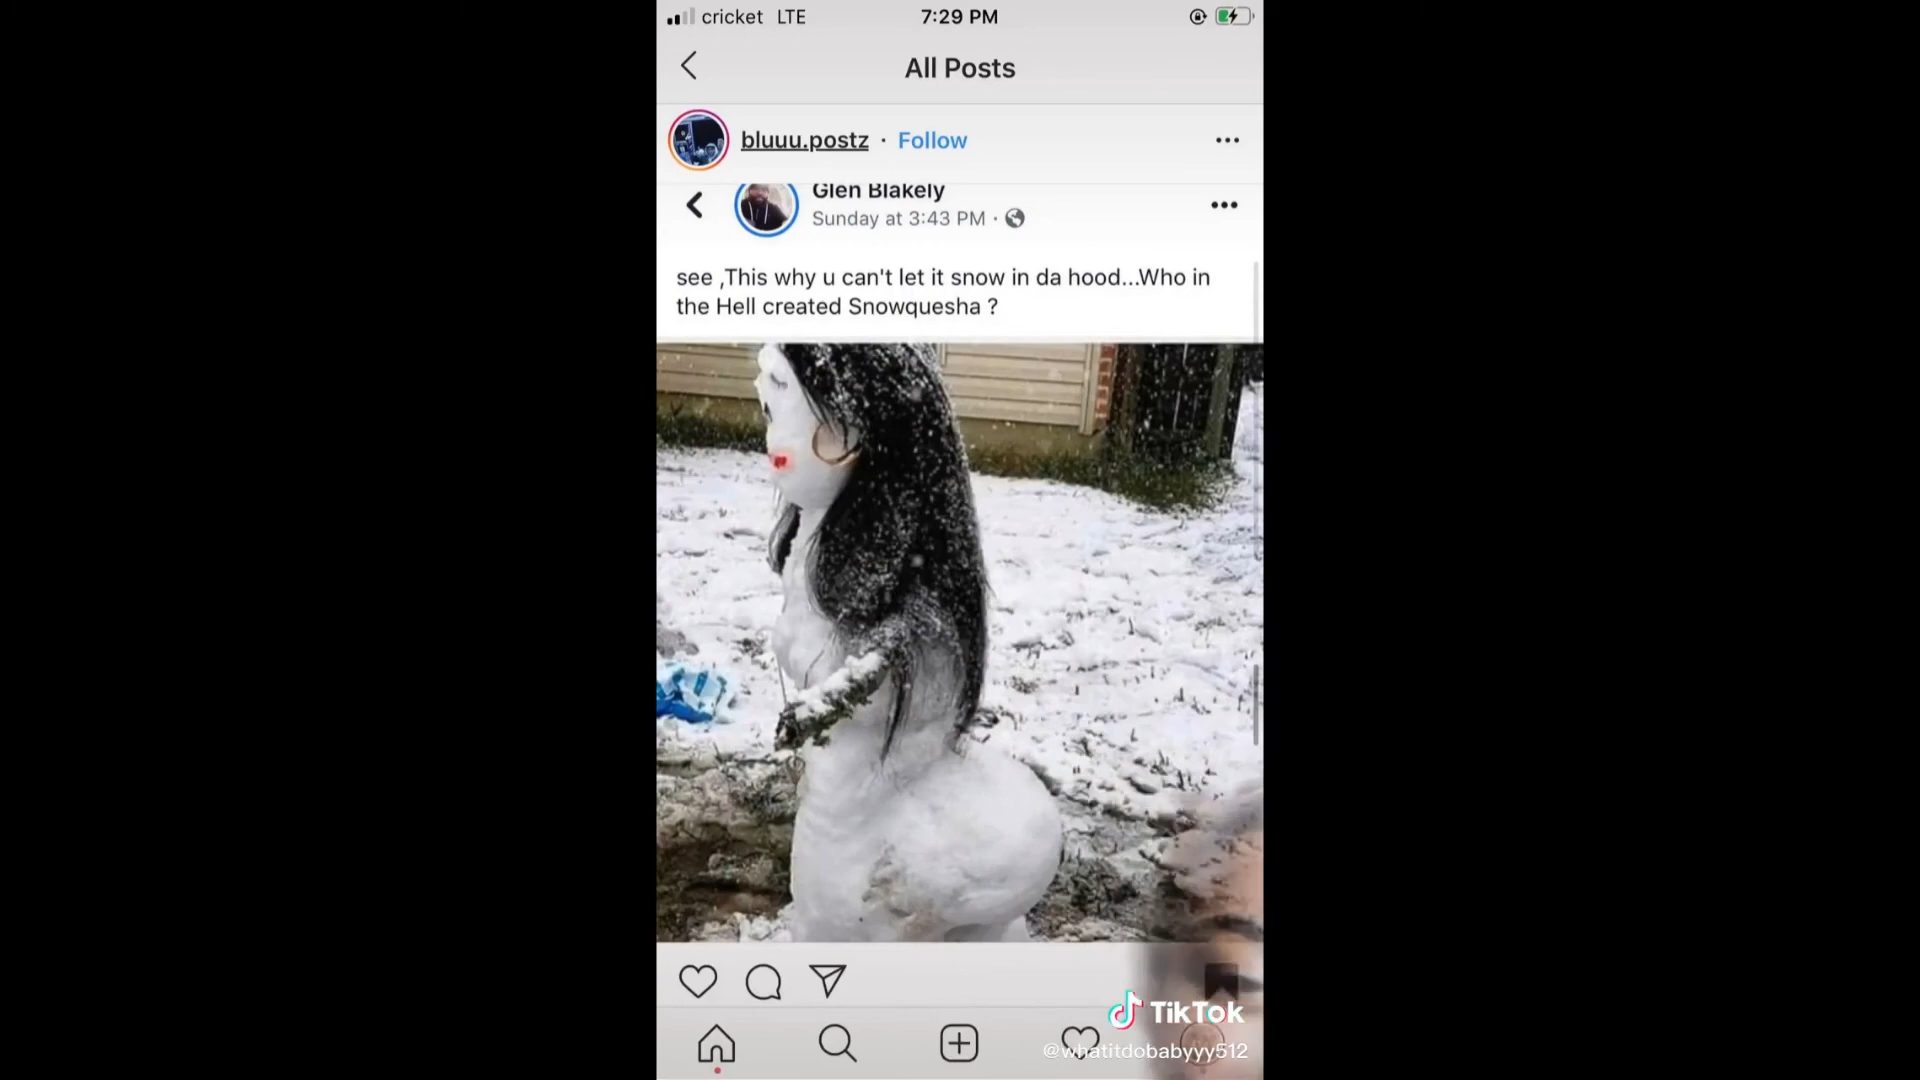 cricket LTE 7:29 PM
All Posts
bluuu.postz · Follow
Glen Blakely
Sunday at 3:43 PM ·
see ,This why u can't let it snow in da hood...Who in
the Hell created Snowquesha ?
TikTok
@whatitdobabyyy512